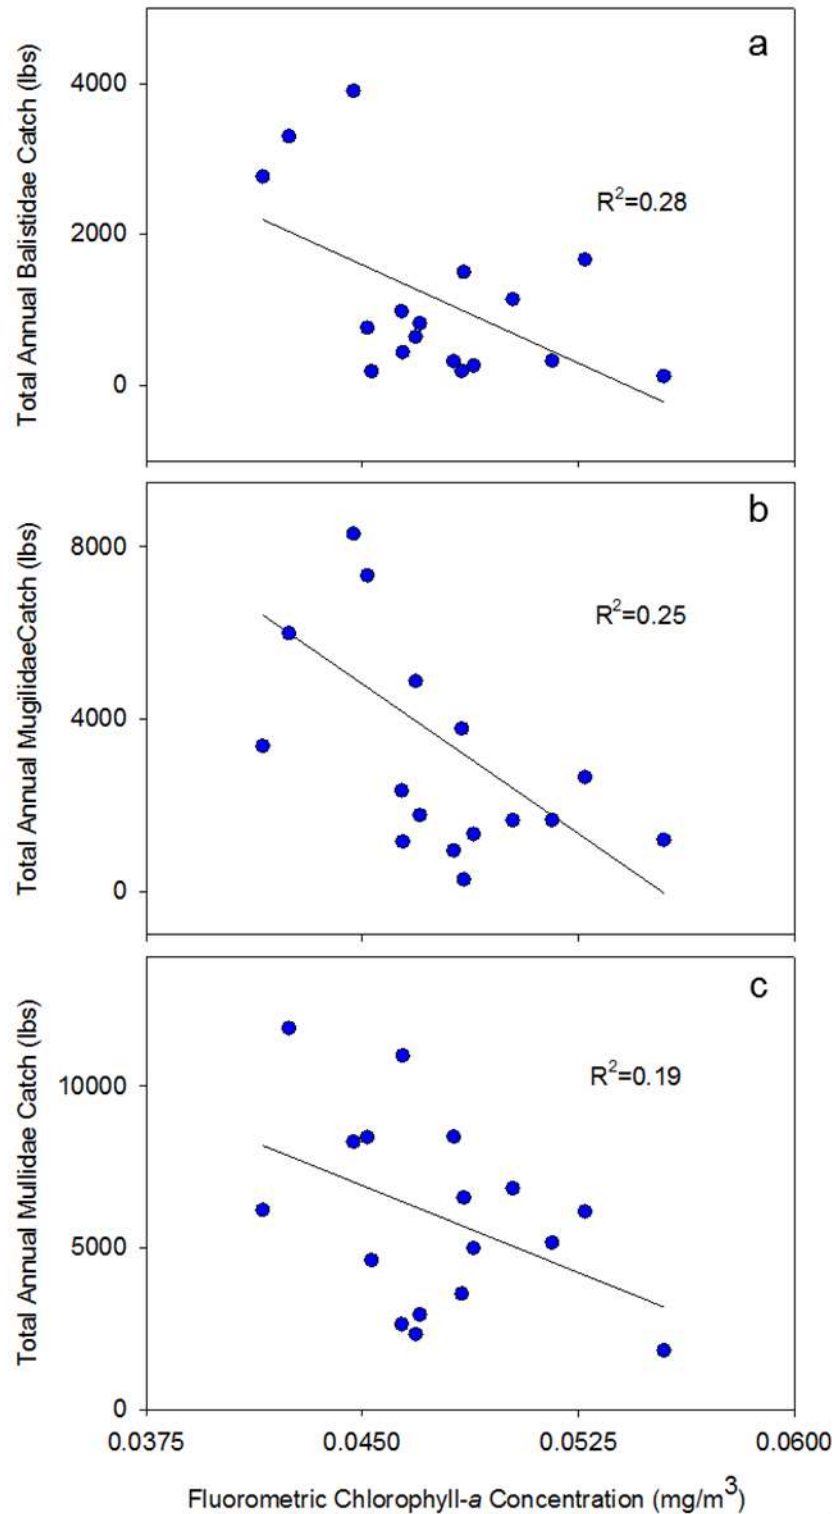 a
Total Annual Balistidae Catch (lbs)
4000
2000
0
R²=0.28
b
Total Annual MugilidaeCatch (lbs)
8000
4000
0
R²=0.25
c
Total Annual Mullidae Catch (lbs)
10000
5000
0
R²=0.19
0.0375 0.0450 0.0525 0.0600
Fluorometric Chlorophyll-a Concentration (mg/m³)